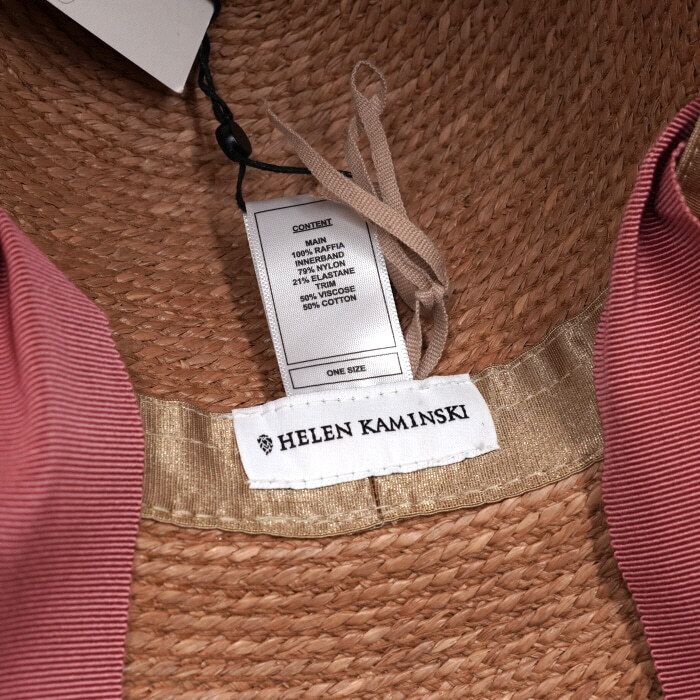 CONTENT
MAIN
100% RAFFIA
INNERBAND
79% NYLON
21% ELASTANE
TRIM
50% VISCOSE
50% COTTON
ONE SIZE
HELEN KAMINSKI